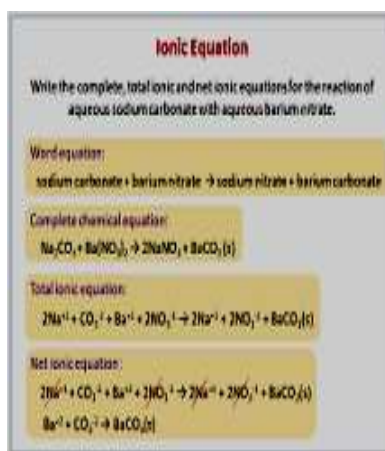 Ionic Equation
Write the complete, total ionic and net ionic equations for the reaction of
aqueous sodium carbonate with aqueous barium nitrate.
Word equation:
sodium carbonate + barium nitrate → sodium nitrate + barium carbonate
Complete chemical equation:
Na₂CO₃ + Ba(NO₃)₂ → 2NaNO₃ + BaCO₃(s)
Total ionic equation:
2Na⁺¹ + CO₃⁻² + Ba⁺² + 2NO₃⁻¹ → 2Na⁺¹ + 2NO₃⁻¹ + BaCO₃(s)
Net ionic equation:
2Na⁺¹ + CO₃⁻² + Ba⁺² + 2NO₃⁻¹ → 2Na⁺¹ + 2NO₃⁻¹ + BaCO₃(s)
Ba⁺² + CO₃⁻² → BaCO₃(s)